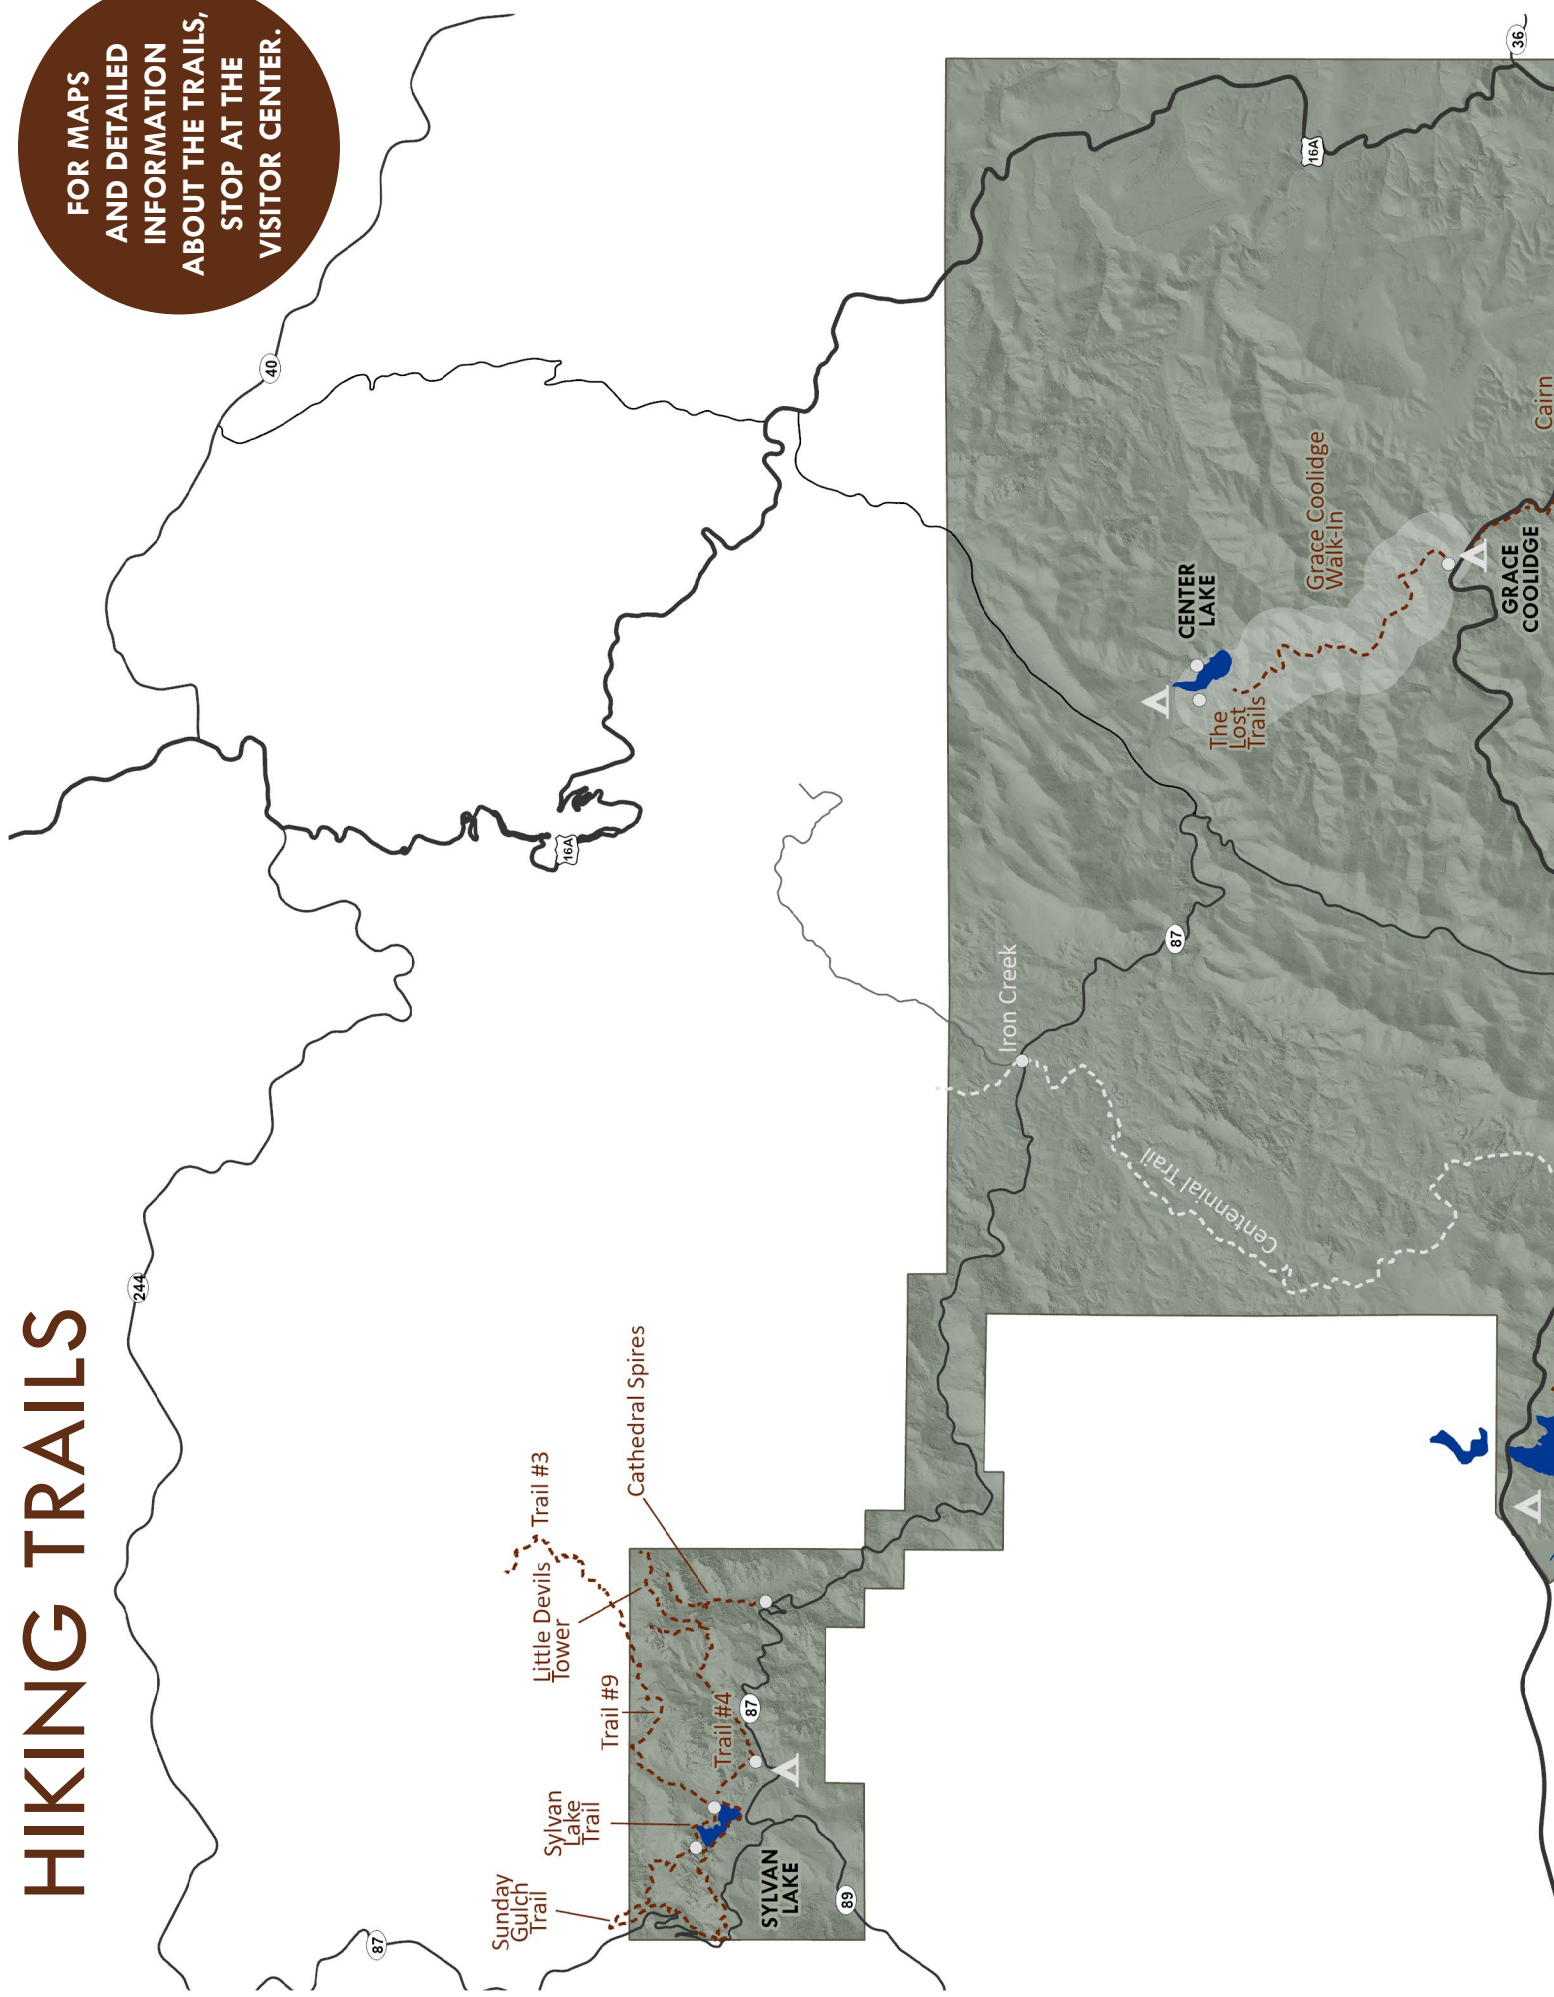 HIKING TRAILS
FOR MAPS
AND DETAILED
INFORMATION
ABOUT THE TRAILS,
STOP AT THE
VISITOR CENTER.
87
244
40
16A
Sunday
Gulch
Trail
Sylvan
Lake
Trail
Trail #9
Little Devils
Tower
Trail #3
Cathedral Spires
Trail #4
87
SYLVAN
LAKE
89
Iron Creek
Centennial Trail
87
CENTER
LAKE
The
Lost
Trails
Grace Coolidge
Walk-In
GRACE
COOLIDGE
Cairn
16A
36